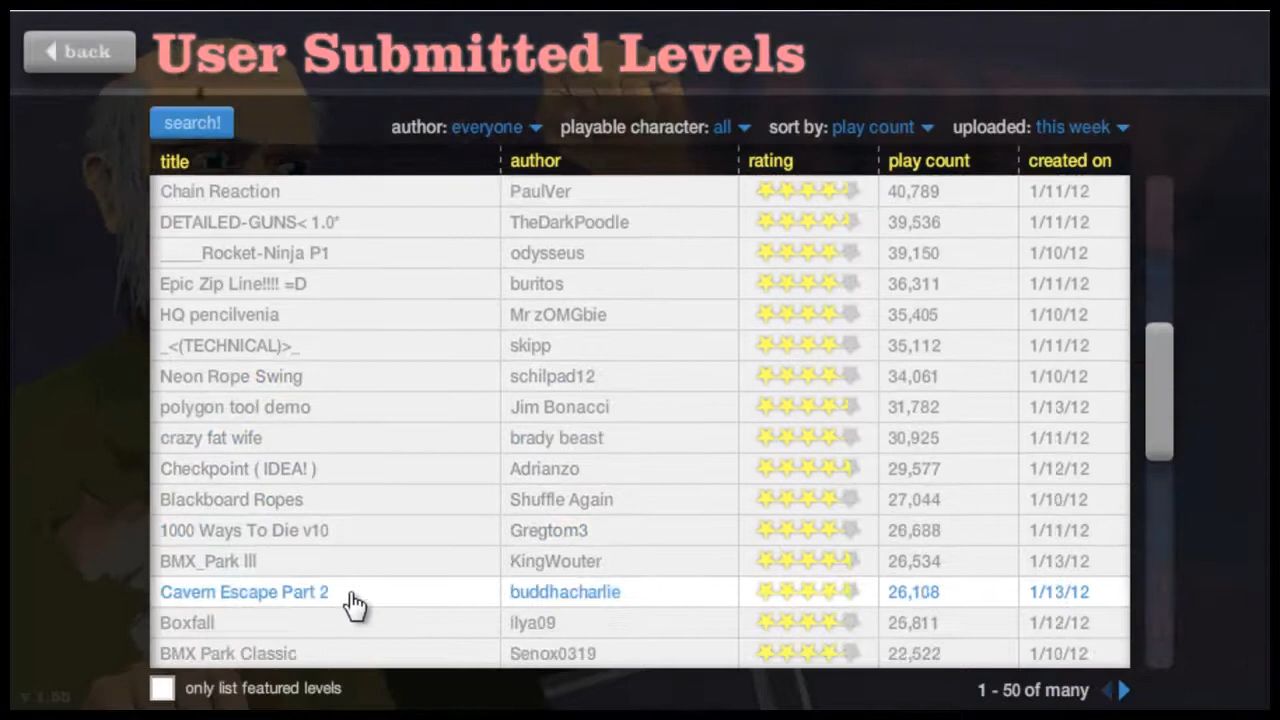 back
User Submitted Levels
search!
author: everyone playable character: all sort by: play count uploaded: this week
title author rating play count created on
Chain Reaction PaulVer 40,789 1/11/12
DETAILED-GUNS< 1.0" TheDarkPoodle 39,536 1/11/12
_____Rocket-Ninja P1 odysseus 39,150 1/10/12
Epic Zip Line!!!! =D buritos 36,311 1/11/12
HQ pencilvenia Mr zOMGbie 35,405 1/10/12
_<(TECHNICAL)>_ skipp 35,112 1/11/12
Neon Rope Swing schilpad12 34,061 1/10/12
polygon tool demo Jim Bonacci 31,782 1/13/12
crazy fat wife brady beast 30,925 1/11/12
Checkpoint ( IDEA! ) Adrianzo 29,577 1/12/12
Blackboard Ropes Shuffle Again 27,044 1/10/12
1000 Ways To Die v10 Gregtom3 26,688 1/11/12
BMX_Park lll KingWouter 26,534 1/13/12
Cavern Escape Part 2 buddhacharlie 26,108 1/13/12
Boxfall ilya09 25,811 1/12/12
BMX Park Classic Senox0319 22,522 1/10/12
only list featured levels 1 - 50 of many
v 1.55